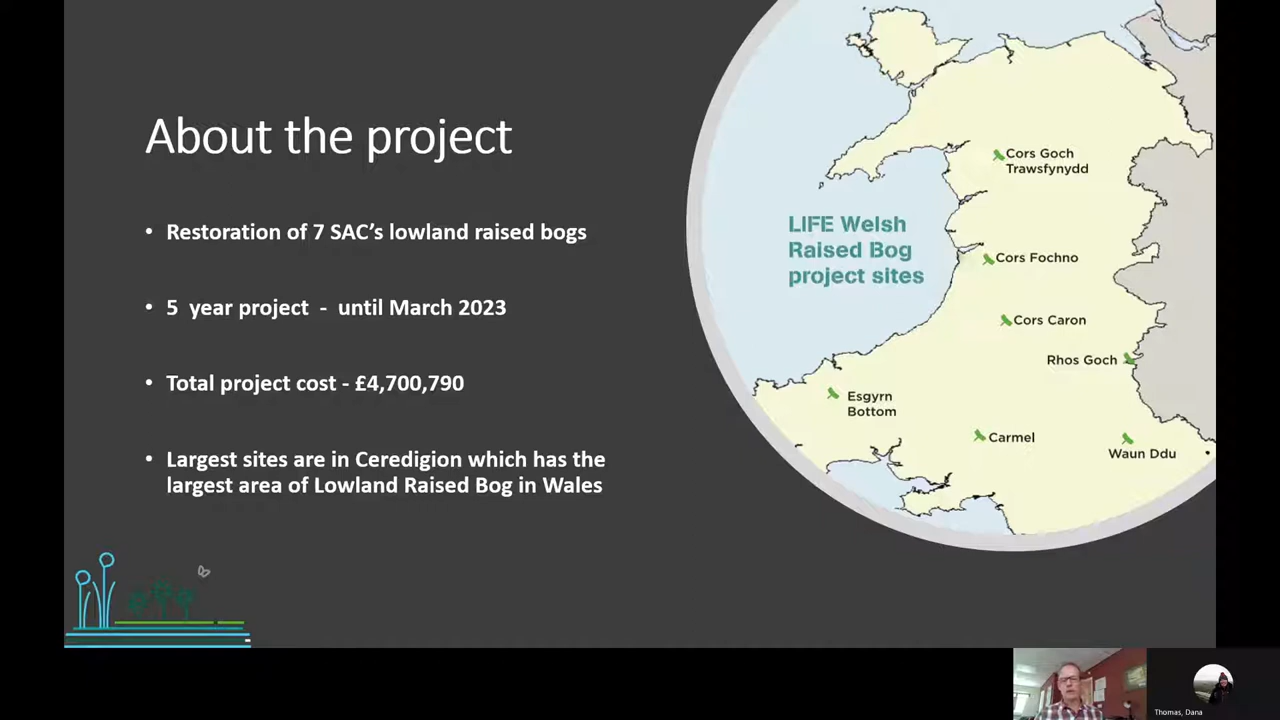 About the project
• Restoration of 7 SAC’s lowland raised bogs
• 5 year project - until March 2023
• Total project cost - £4,700,790
• Largest sites are in Ceredigion which has the
largest area of Lowland Raised Bog in Wales
LIFE Welsh
Raised Bog
project sites
Cors Goch
Trawsfynydd
Cors Fochno
Cors Caron
Rhos Goch
Esgyrn
Bottom
Carmel
Waun Ddu
Thomas, Dana